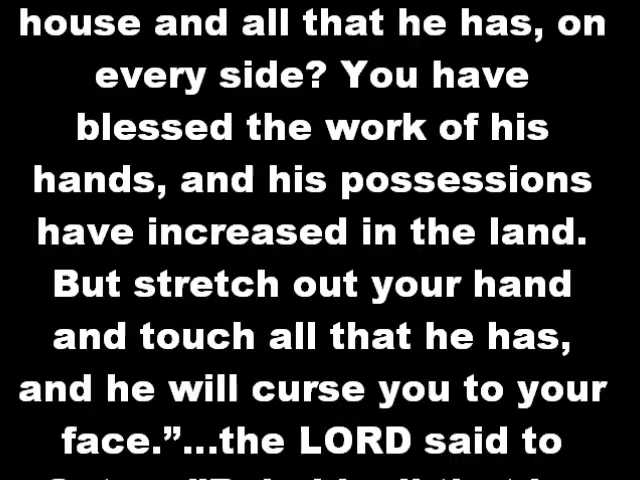 house and all that he has, on
every side? You have
blessed the work of his
hands, and his possessions
have increased in the land.
But stretch out your hand
and touch all that he has,
and he will curse you to your
face.”...the LORD said to